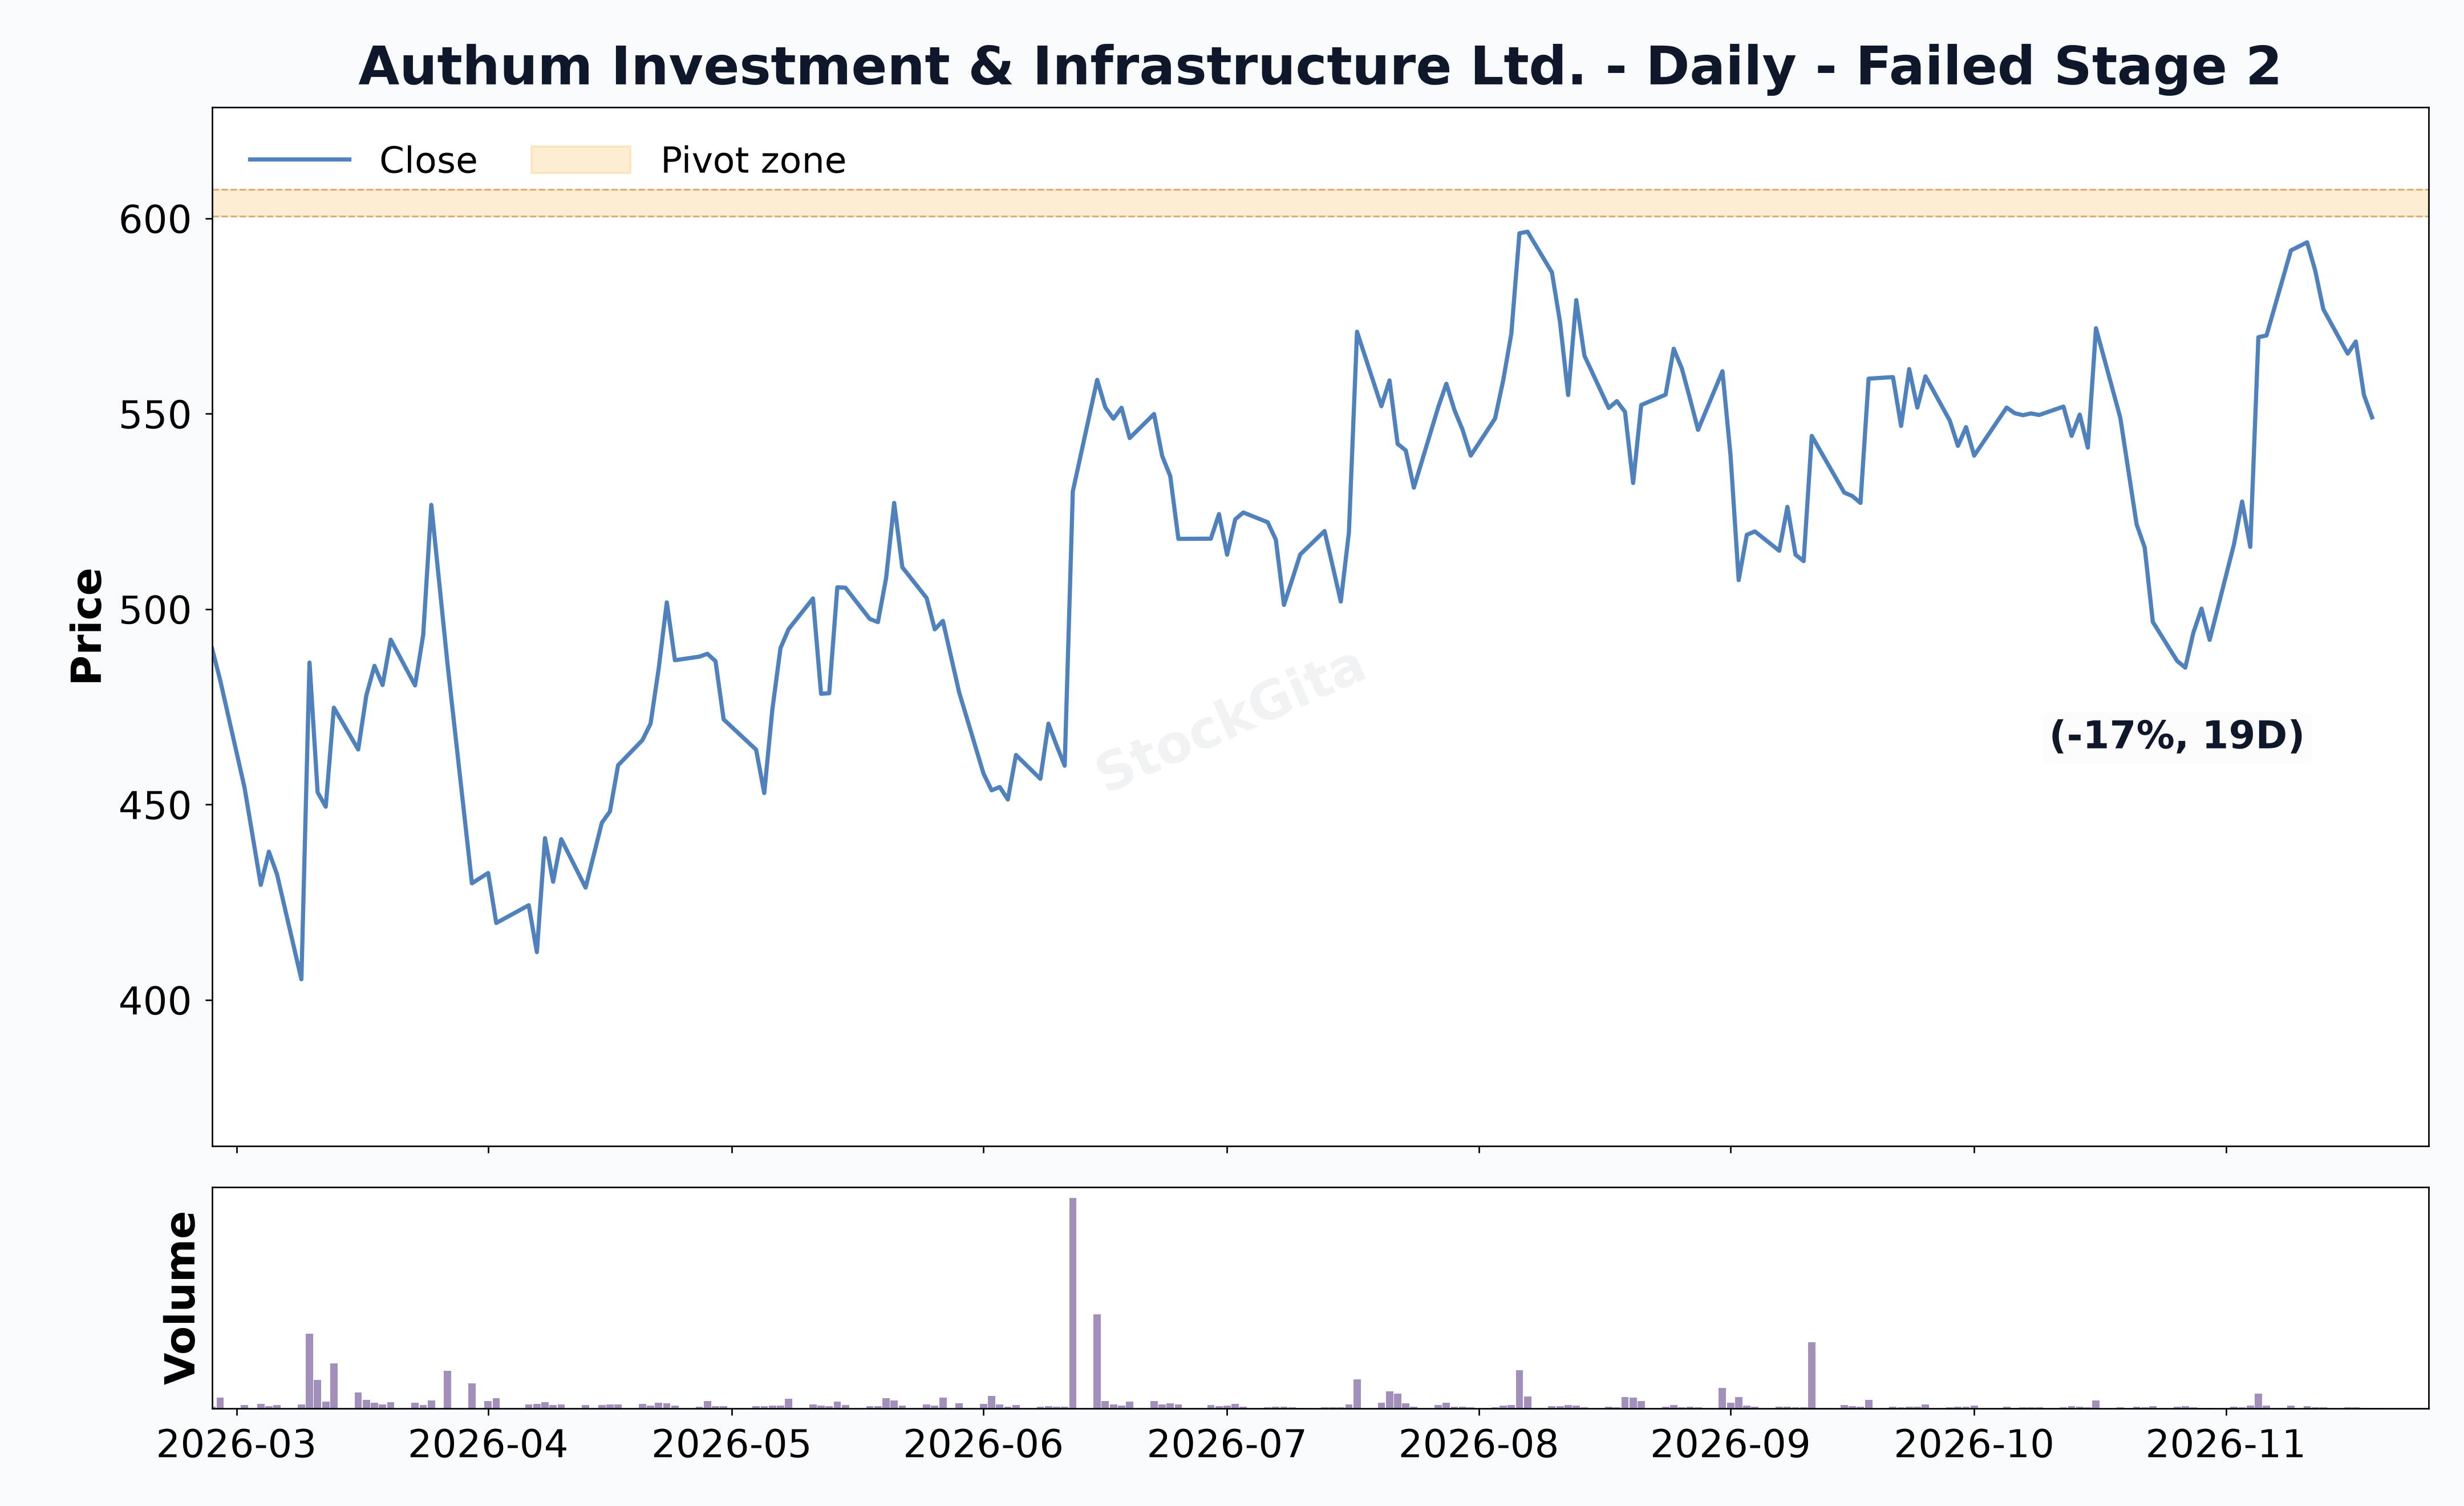 Authum Investment & Infrastructure Ltd. - Daily - Failed Stage 2
Close
Pivot zone
Price
600
550
500
450
400
StockGita
(-17%, 19D)
Volume
2026-03
2026-04
2026-05
2026-06
2026-07
2026-08
2026-09
2026-10
2026-11